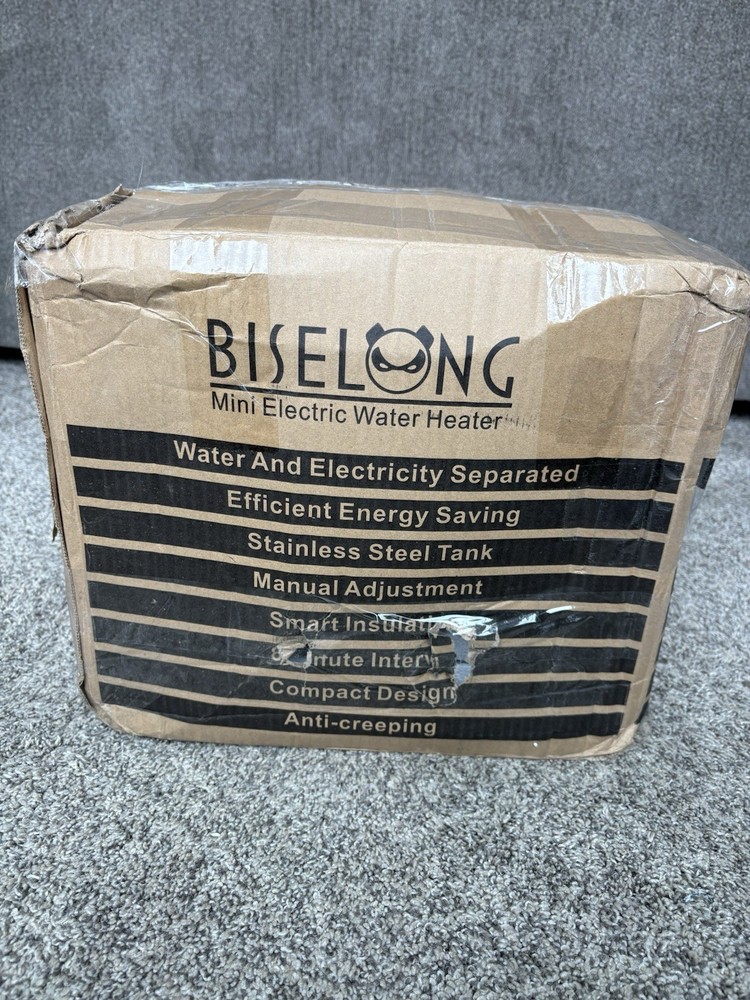 BISELONG
Mini Electric Water Heater
Water And Electricity Separated
Efficient Energy Saving
Stainless Steel Tank
Manual Adjustment
Smart
Compact Design
Anti-creeping